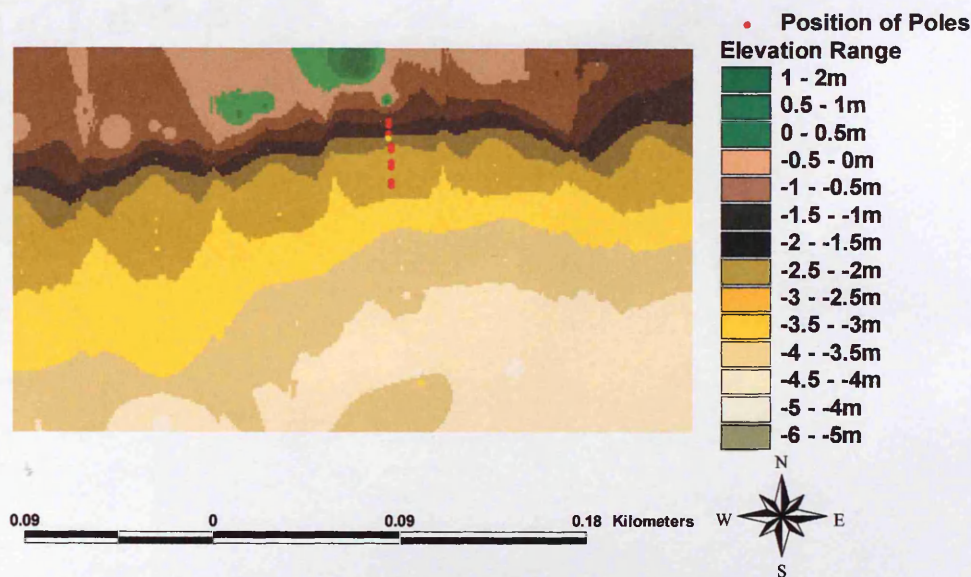 Position of Poles
Elevation Range
1 - 2m
0.5 - 1m
0 - 0.5m
-0.5 - 0m
-1 - -0.5m
-1.5 - -1m
-2 - -1.5m
-2.5 - -2m
-3 - -2.5m
-3.5 - -3m
-4 - -3.5m
-4.5 - -4m
-5 - -4m
-6 - -5m
N
W E
S
0.09 0 0.09 0.18 Kilometers